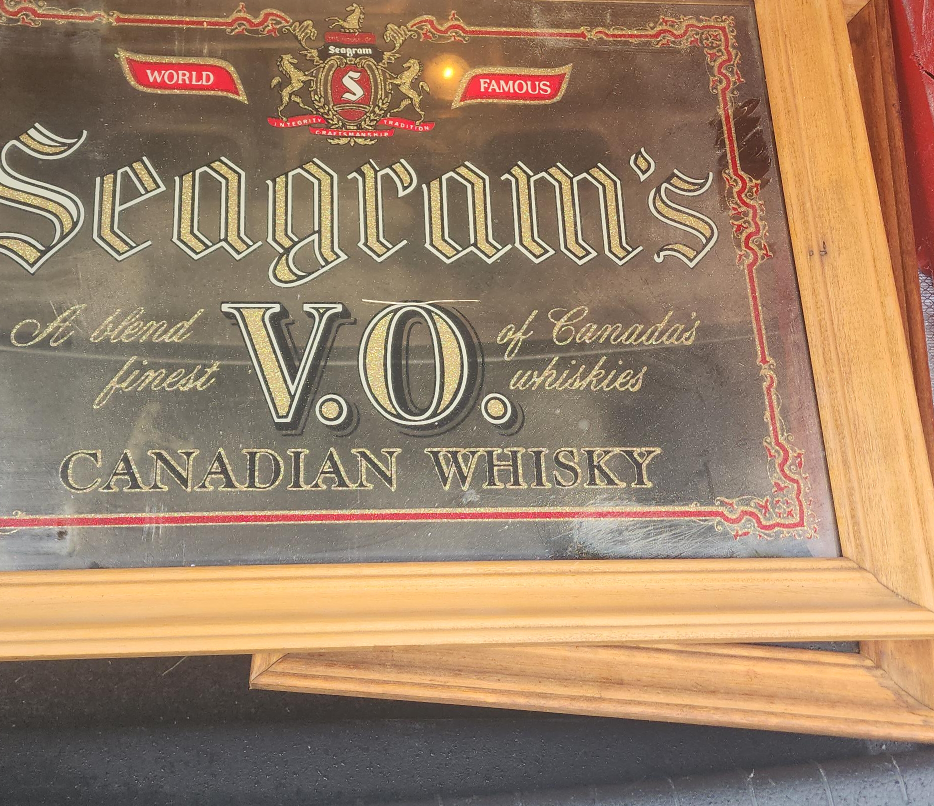 Seagram
WORLD
FAMOUS
S
INTEGRITY
TRADITION
CRAFTSMANSHIP
Seagram's
A blend V.O. of Canada's
finest whiskies
CANADIAN WHISKY